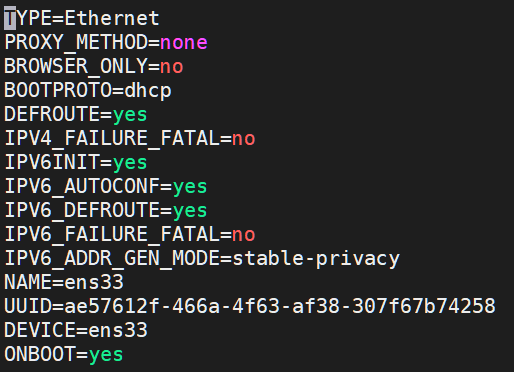 TYPE=Ethernet
PROXY_METHOD=none
BROWSER_ONLY=no
BOOTPROTO=dhcp
DEFROUTE=yes
IPV4_FAILURE_FATAL=no
IPV6INIT=yes
IPV6_AUTOCONF=yes
IPV6_DEFROUTE=yes
IPV6_FAILURE_FATAL=no
IPV6_ADDR_GEN_MODE=stable-privacy
NAME=ens33
UUID=ae57612f-466a-4f63-af38-307f67b74258
DEVICE=ens33
ONBOOT=yes